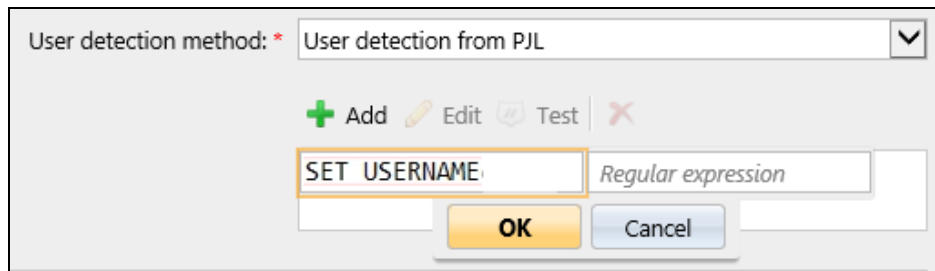 User detection method: * User detection from PJL
Add Edit Test
SET USERNAME Regular expression
OK Cancel